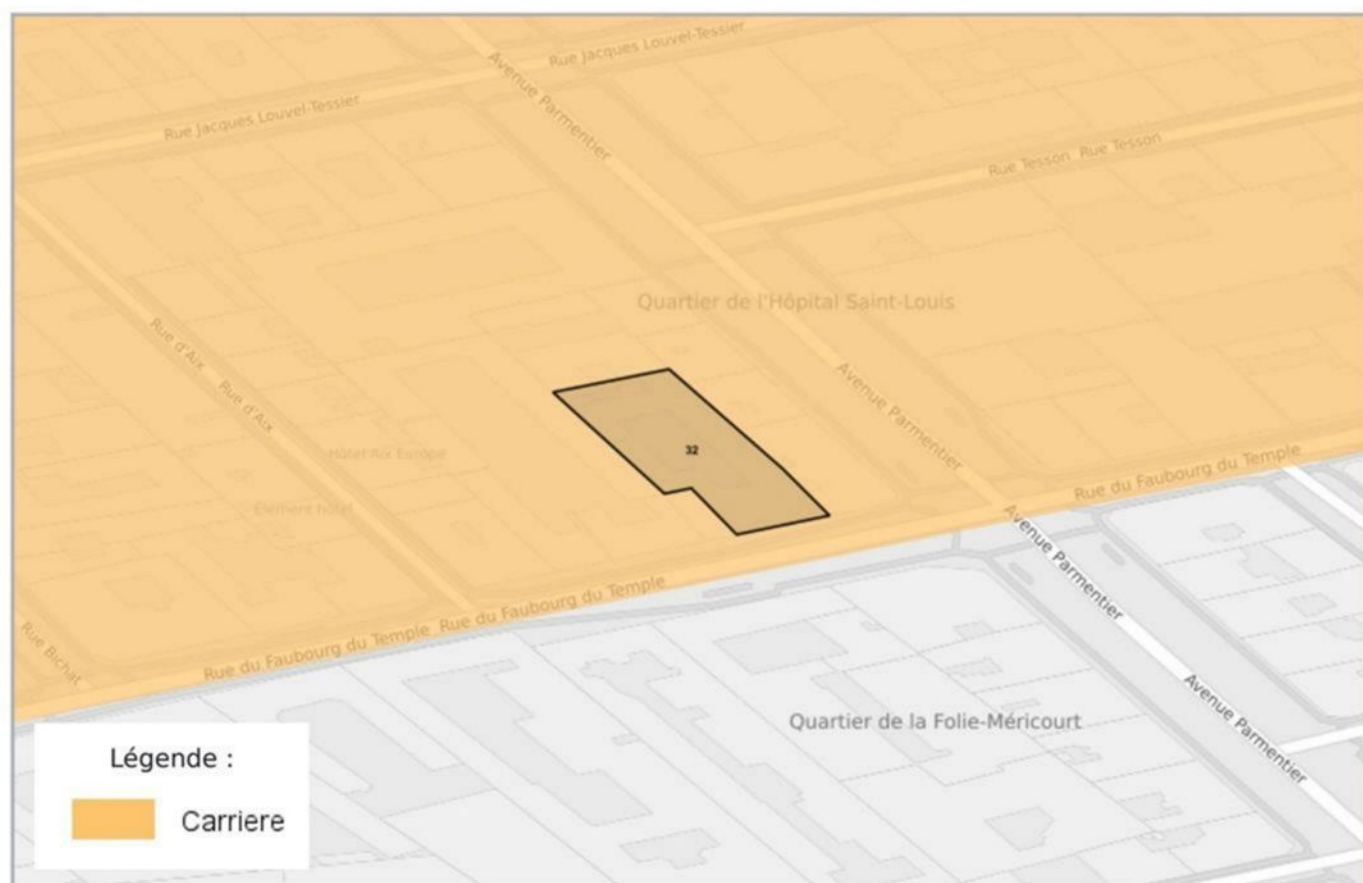 Rue Jacques Louvel-Tessier
Avenue Parmentier
Rue Jacques Louvel-Tessier
Rue Tesson Rue Tesson
Quartier de l'Hôpital Saint-Louis
Rue d'Aix
Rue d'Aix
Avenue Parmentier
Hôtel Aix Europe
32
Élément hôtel
Rue du Faubourg du Temple
Avenue Parmentier
Rue du Faubourg du Temple
Rue du Faubourg du Temple
Rue Bichat
Avenue Parmentier
Quartier de la Folie-Méricourt
Légende :
Carriere